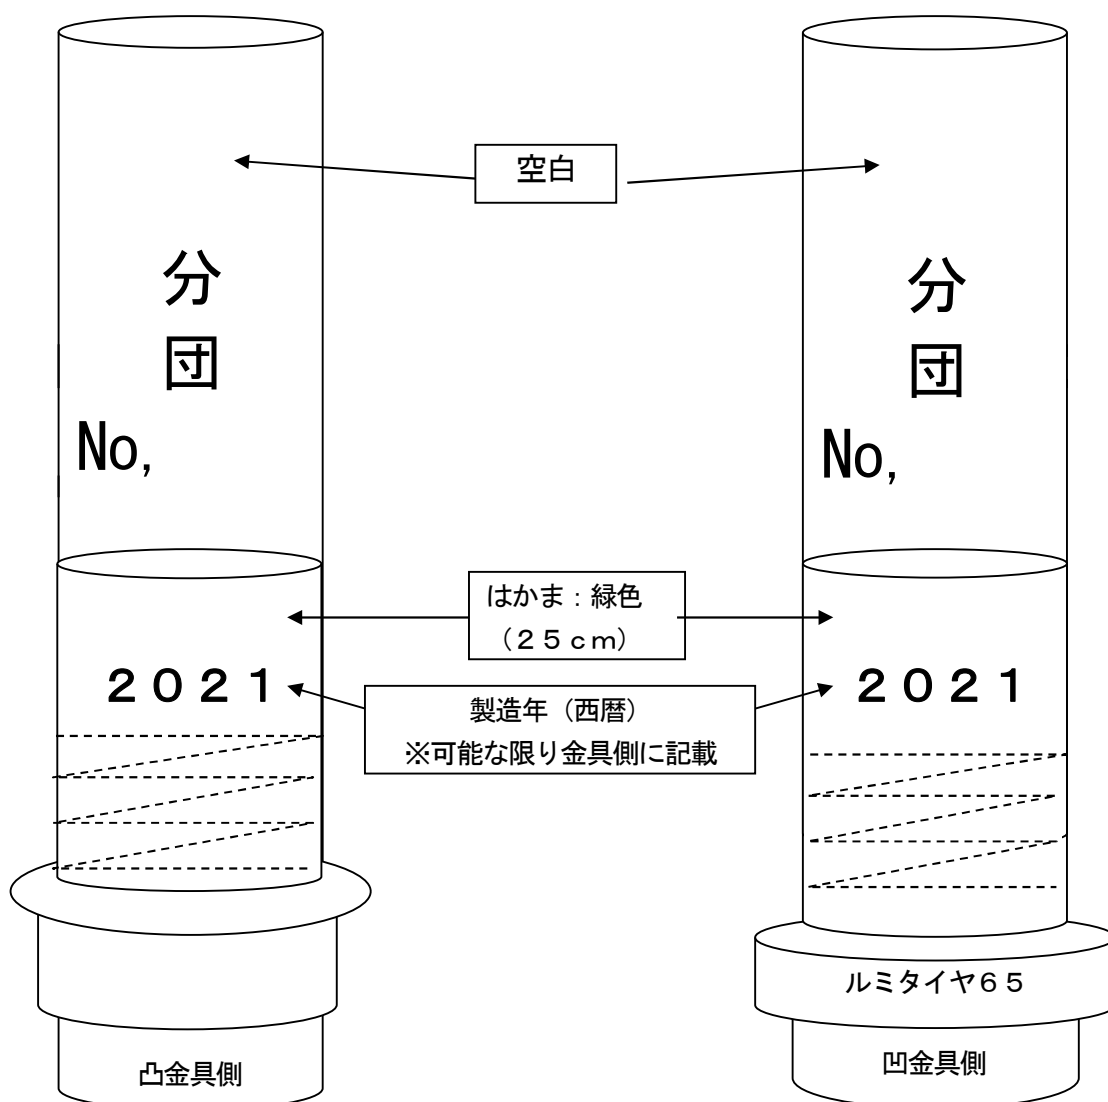 空白
分
団
No,
分
団
No,
はかま：緑色
（２５ｃｍ）
２０２１
２０２１
製造年（西暦）
※可能な限り金具側に記載
ルミタイヤ６５
凸金具側
凹金具側